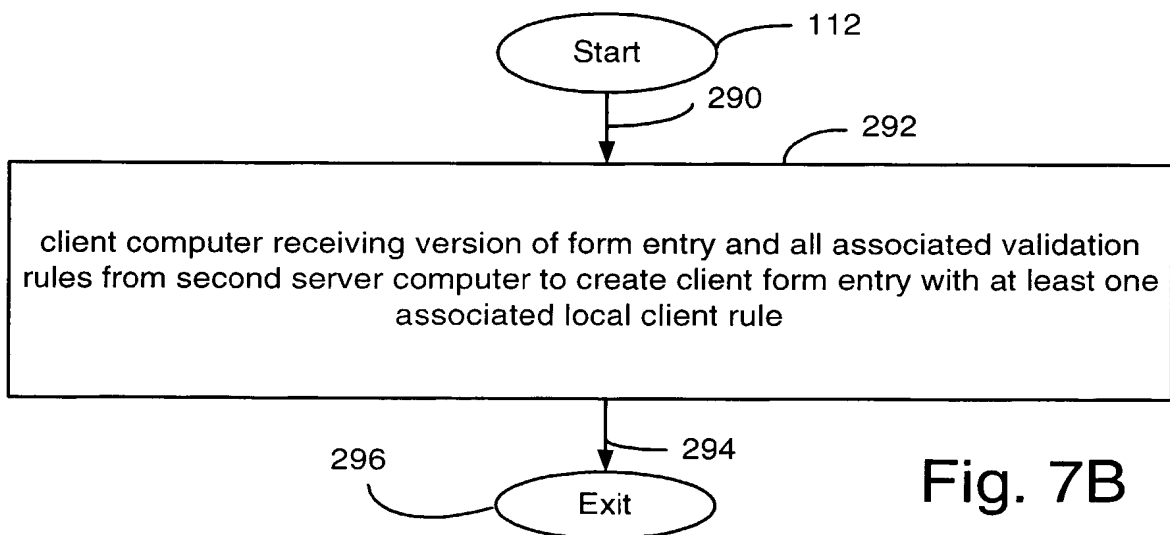 Start
112
290
292
client computer receiving version of form entry and all associated validation
rules from second server computer to create client form entry with at least one
associated local client rule
294
296
Exit
Fig. 7B